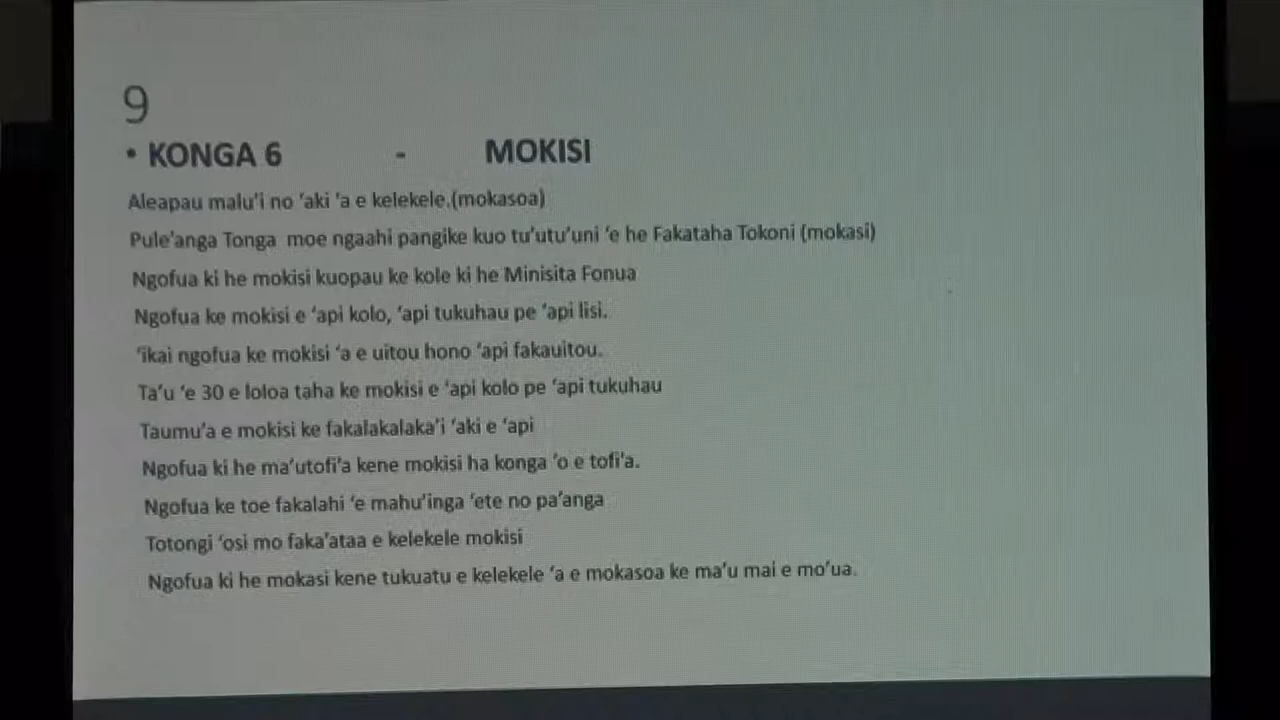 9
• KONGA 6 - MOKISI
Aleapau malu'i no 'aki 'a e kelekele.(mokasoa)
Pule'anga Tonga moe ngaahi pangike kuo tu'utu'uni 'e he Fakataha Tokoni (mokasi)
Ngofua ki he mokisi kuopau ke kole ki he Minisita Fonua
Ngofua ke mokisi e 'api kolo, 'api tukuhau pe 'api lisi.
'ikai ngofua ke mokisi 'a e uitou hono 'api fakauitou.
Ta'u 'e 30 e loloa taha ke mokisi e 'api kolo pe 'api tukuhau
Taumu'a e mokisi ke fakalakalaka'i 'aki e 'api
Ngofua ki he ma'utofi'a kene mokisi ha konga 'o e tofi'a.
Ngofua ke toe fakalahi 'e mahu'inga 'ete no pa'anga
Totongi 'osi mo faka'ataa e kelekele mokisi
Ngofua ki he mokasi kene tukuatu e kelekele 'a e mokasoa ke ma'u mai e mo'ua.